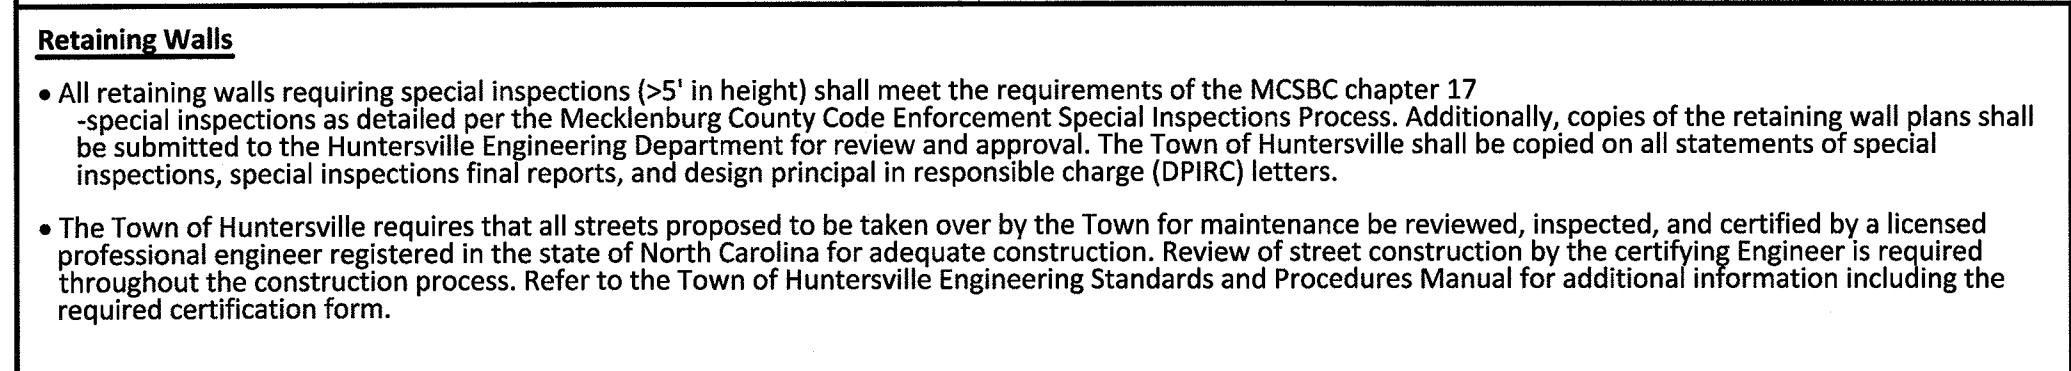 Retaining Walls
• All retaining walls requiring special inspections (>5' in height) shall meet the requirements of the MCSBC chapter 17
-special inspections as detailed per the Mecklenburg County Code Enforcement Special Inspections Process. Additionally, copies of the retaining wall plans shall
be submitted to the Huntersville Engineering Department for review and approval. The Town of Huntersville shall be copied on all statements of special
inspections, special inspections final reports, and design principal in responsible charge (DPIRC) letters.
• The Town of Huntersville requires that all streets proposed to be taken over by the Town for maintenance be reviewed, inspected, and certified by a licensed
professional engineer registered in the state of North Carolina for adequate construction. Review of street construction by the certifying Engineer is required
throughout the construction process. Refer to the Town of Huntersville Engineering Standards and Procedures Manual for additional information including the
required certification form.